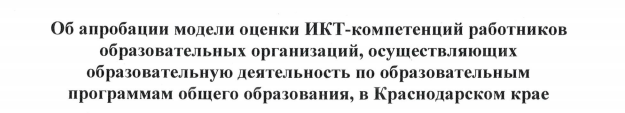 Об апробации модели оценки ИКТ-компетенций работников
образовательных организаций, осуществляющих
образовательную деятельность по образовательным
программам общего образования, в Краснодарском крае